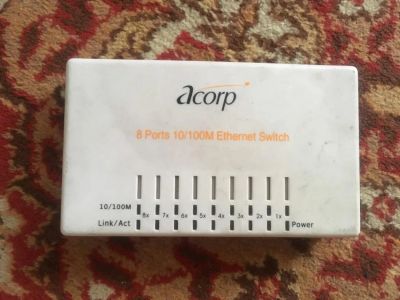 acorp
8 Ports 10/100M Ethernet Switch
10/100M
8x 7x 6x 5x 4x 3x 2x 1x
Link/Act Power